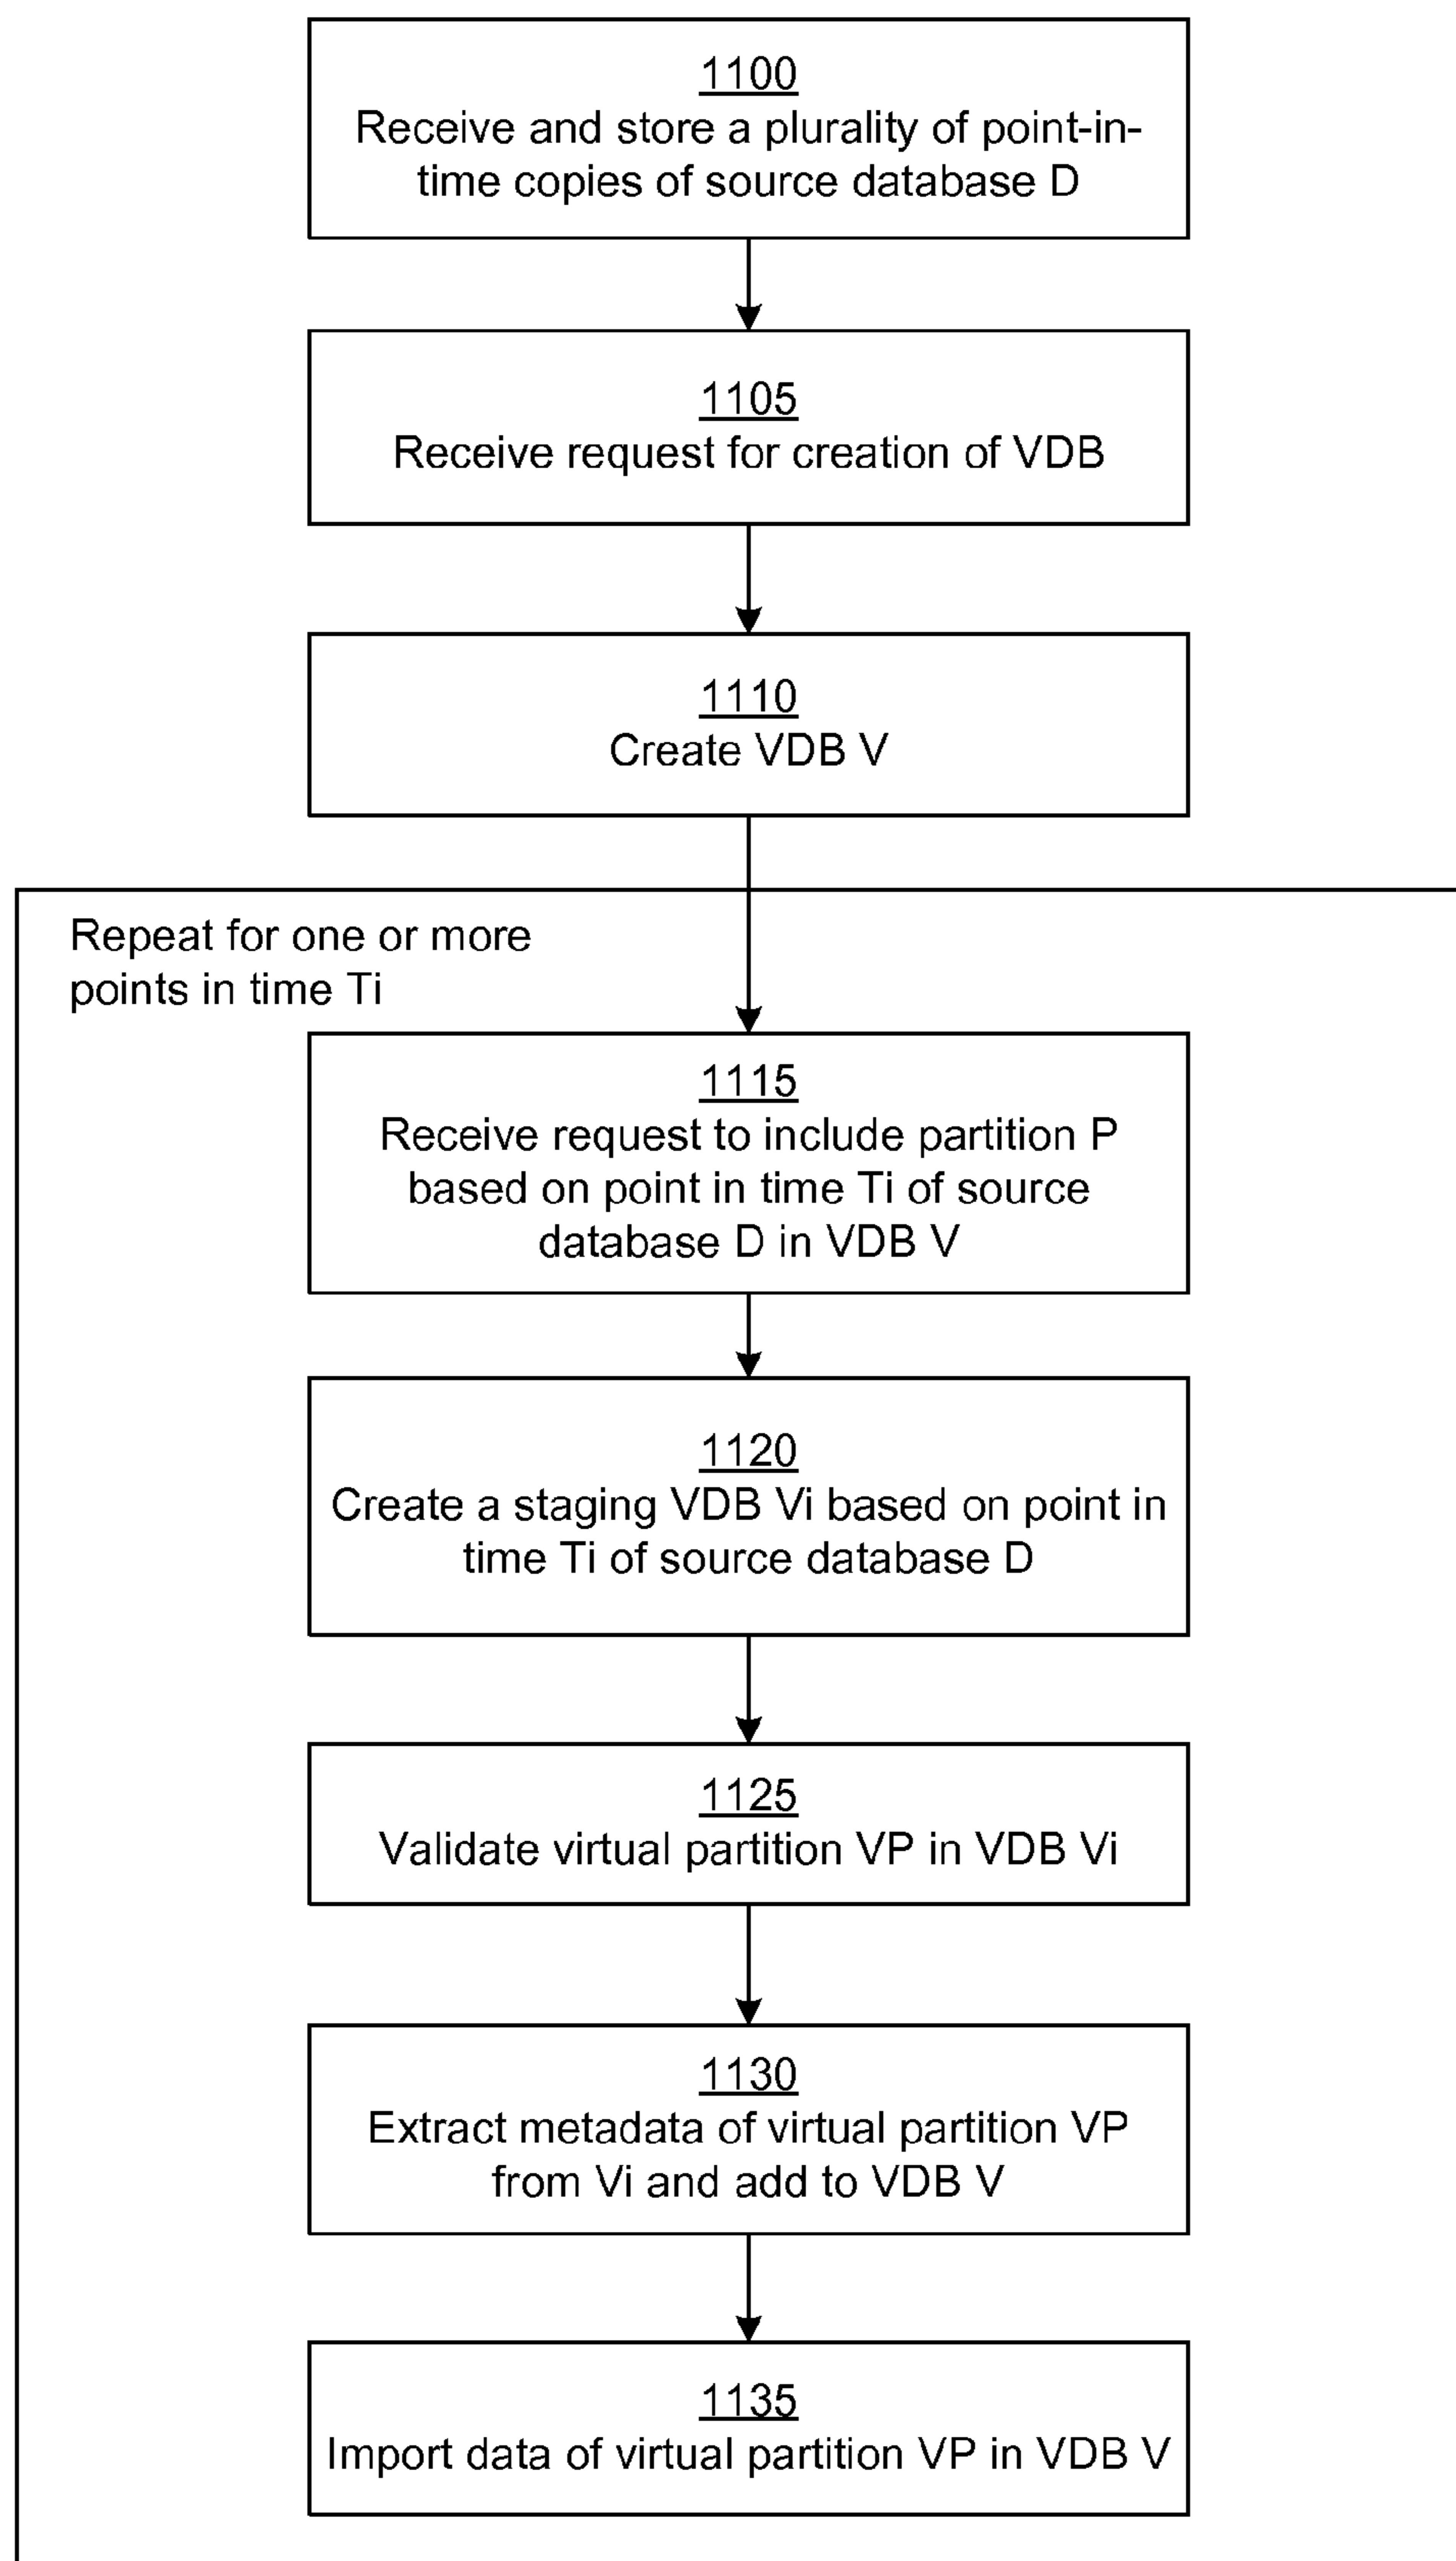 1100
Receive and store a plurality of point-in-
time copies of source database D
1105
Receive request for creation of VDB
1110
Create VDB V
Repeat for one or more
points in time Ti
1115
Receive request to include partition P
based on point in time Ti of source
database D in VDB V
1120
Create a staging VDB Vi based on point in
time Ti of source database D
1125
Validate virtual partition VP in VDB Vi
1130
Extract metadata of virtual partition VP
from Vi and add to VDB V
1135
Import data of virtual partition VP in VDB V